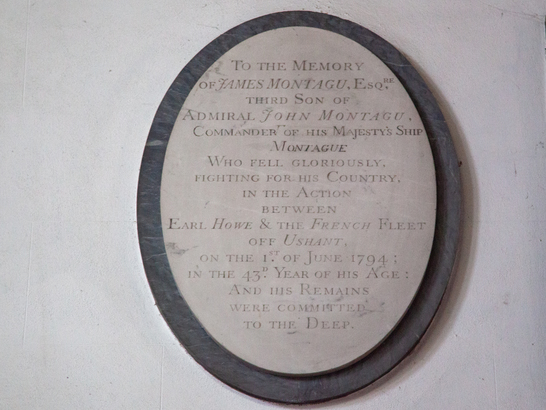 TO THE MEMORY
OF JAMES MONTAGU, ESQ.RE
THIRD SON OF
ADMIRAL JOHN MONTAGU,
COMMANDER OF HIS MAJESTY'S SHIP
MONTAGUE
WHO FELL GLORIOUSLY,
FIGHTING FOR HIS COUNTRY,
IN THE ACTION
BETWEEN
EARL HOWE & THE FRENCH FLEET
OFF USHANT,
ON THE 1.ST OF JUNE 1794;
IN THE 43.D YEAR OF HIS AGE:
AND HIS REMAINS
WERE COMMITTED
TO THE DEEP.